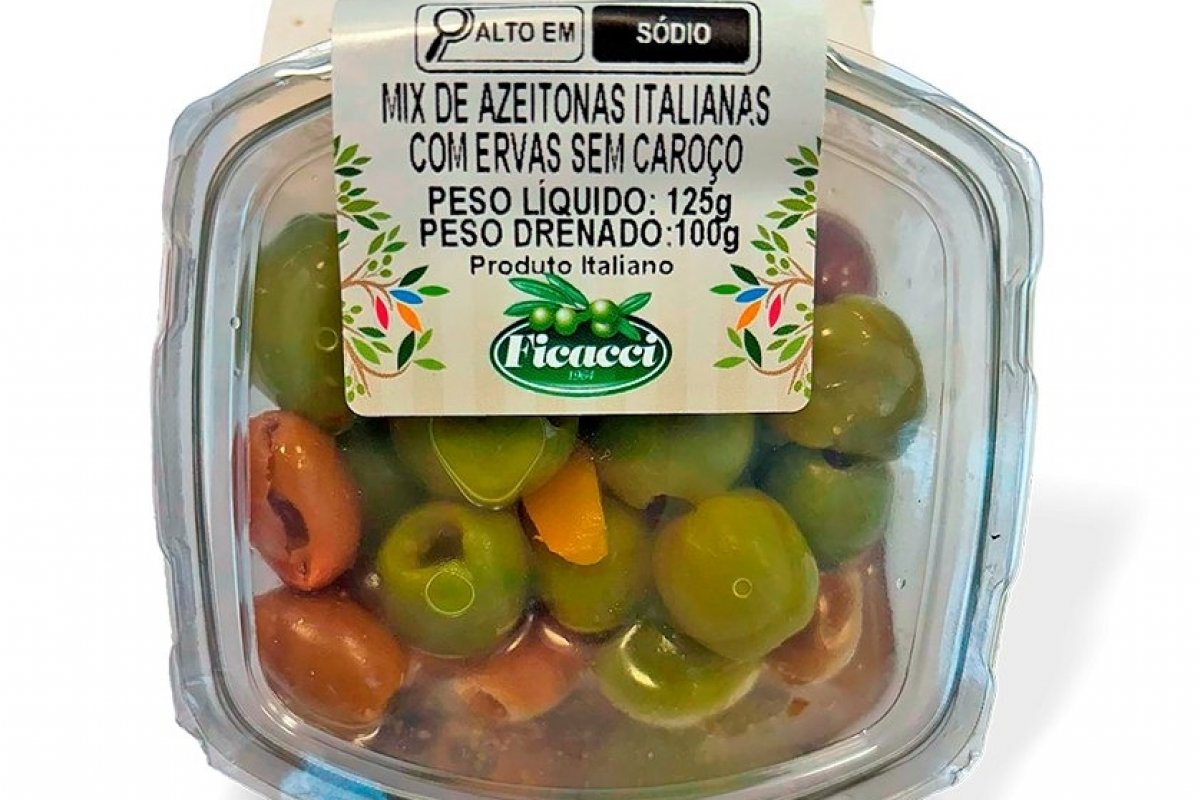 ALTO EM SÓDIO
MIX DE AZEITONAS ITALIANAS
COM ERVAS SEM CAROÇO
PESO LÍQUIDO: 125g
PESO DRENADO:100g
Produto Italiano
Ficacci
1964